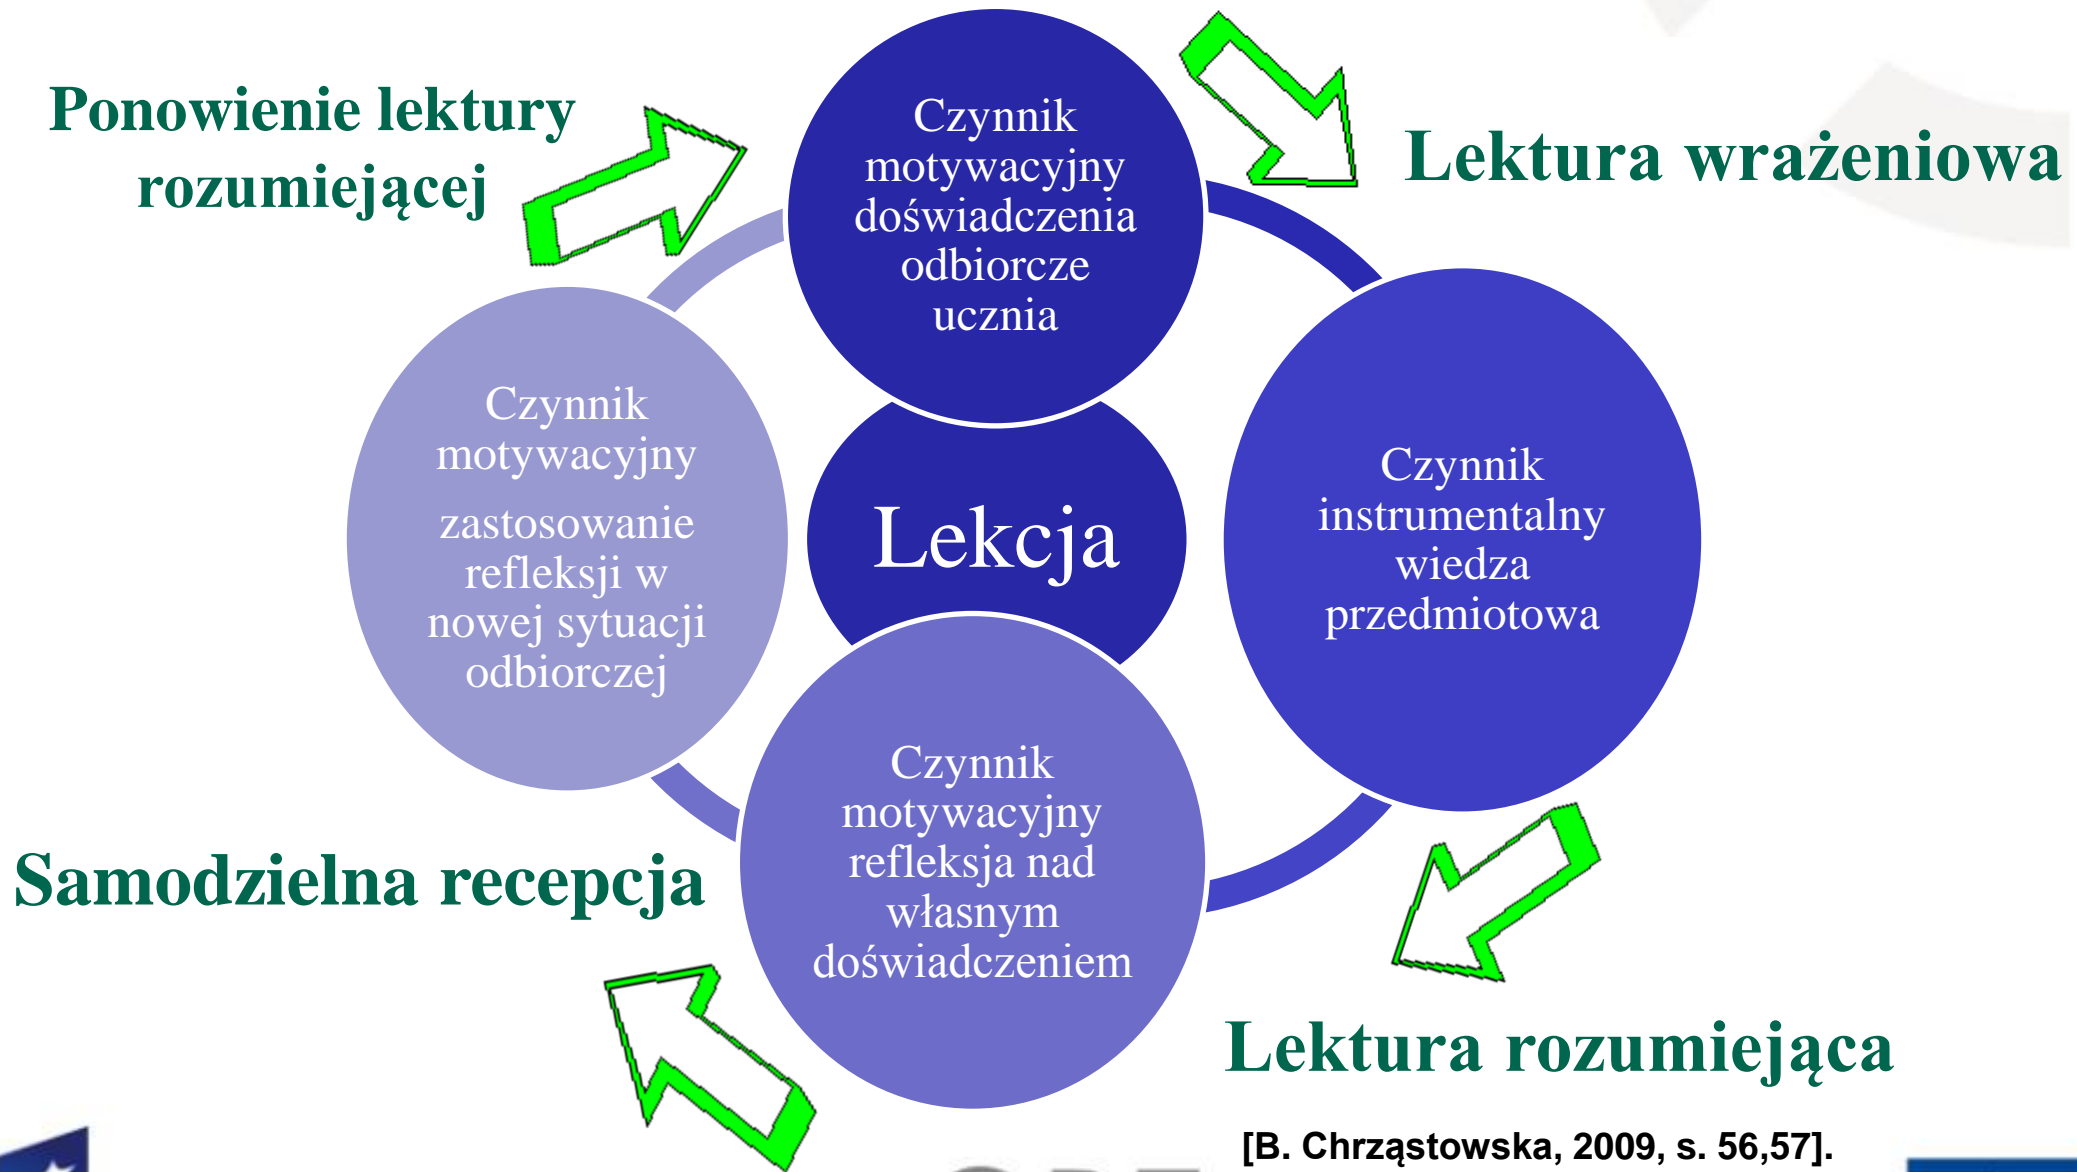 Ponowienie lektury
rozumiejącej
Czynnik
motywacyjny
doświadczenia
odbiorcze
ucznia
Lektura wrażeniowa
Czynnik
motywacyjny
zastosowanie
refleksji w
nowej sytuacji
odbiorczej
Lekcja
Czynnik
instrumentalny
wiedza
przedmiotowa
Samodzielna recepcja
Czynnik
motywacyjny
refleksja nad
własnym
doświadczeniem
Lektura rozumiejąca
[B. Chrząstowska, 2009, s. 56,57].